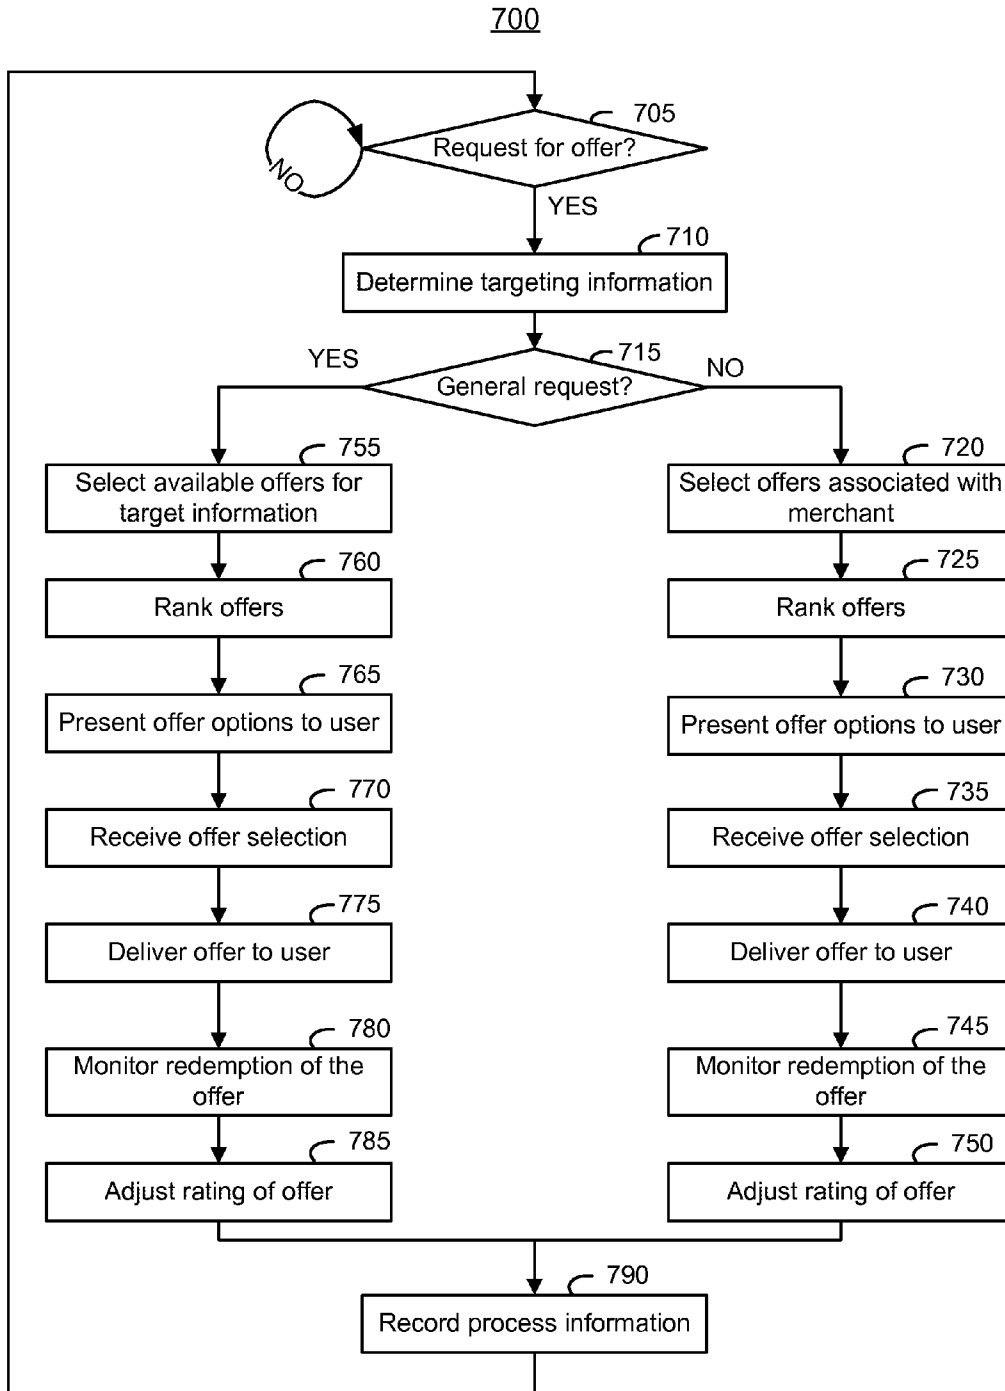 700
705
Request for offer?
NO
YES
710
Determine targeting information
715
YES
General request?
NO
755
Select available offers for
target information
760
Rank offers
765
Present offer options to user
770
Receive offer selection
775
Deliver offer to user
780
Monitor redemption of the
offer
785
Adjust rating of offer
720
Select offers associated with
merchant
725
Rank offers
730
Present offer options to user
735
Receive offer selection
740
Deliver offer to user
745
Monitor redemption of the
offer
750
Adjust rating of offer
790
Record process information